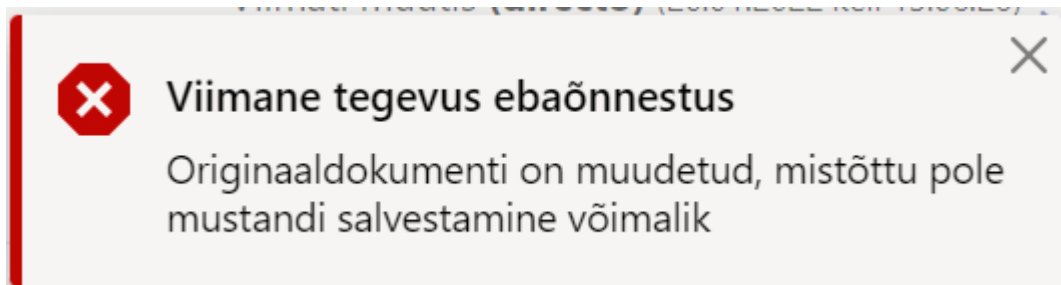 Viimane tegevus ebaõnnestus
Originaaldokumenti on muudetud, mistõttu pole
mustandi salvestamine võimalik